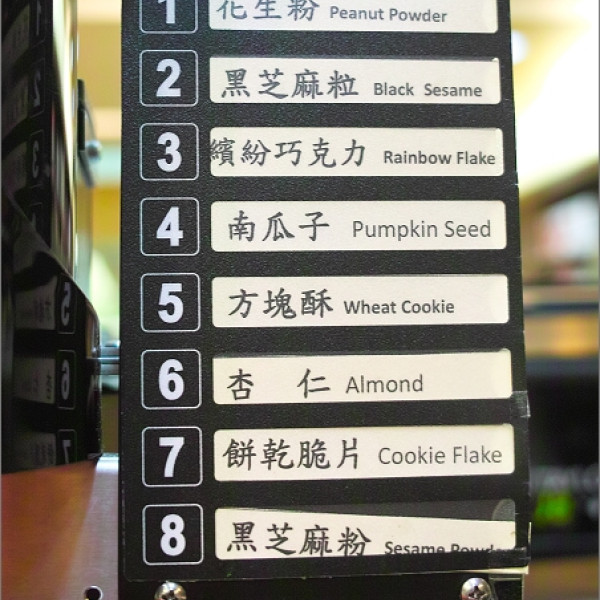 1 花生粉 Peanut Powder
2 黑芝麻粒 Black Sesame
3 繽紛巧克力 Rainbow Flake
4 南瓜子 Pumpkin Seed
5 方塊酥 Wheat Cookie
6 杏 仁 Almond
7 餅乾脆片 Cookie Flake
8 黑芝麻粉 Sesame